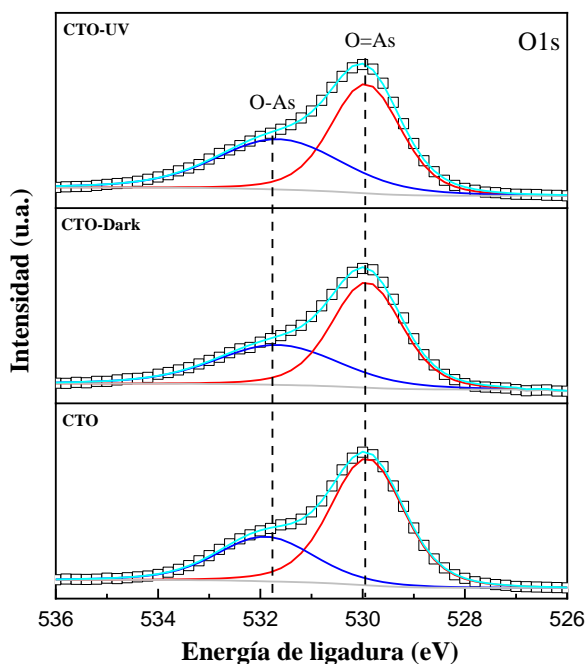 CTO-UV
O1s
O=As
O-As
CTO-Dark
CTO
Intensidad (u.a.)
536 534 532 530 528 526
Energía de ligadura (eV)